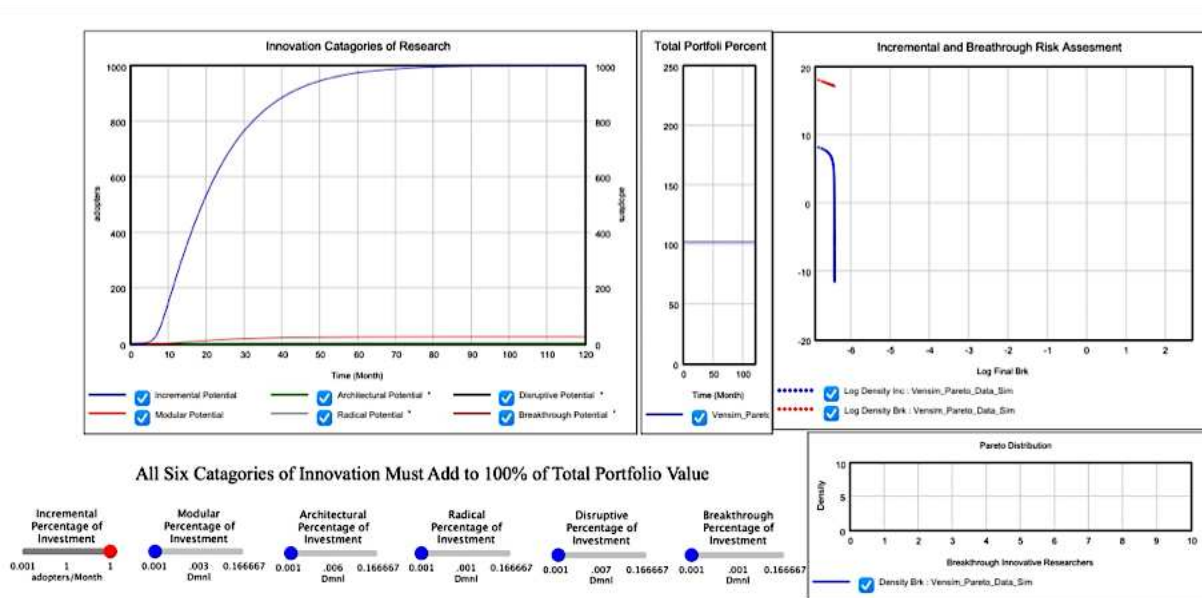 Innovation Catagories of Research
1000
800
600
400
200
0
adopters
1000
800
600
400
200
0
adopters
0 10 20 30 40 50 60 70 80 90 100 110 120
Time (Month)
Incremental Potential
Architectural Potential *
Disruptive Potential *
Modular Potential
Radical Potential *
Breakthrough Potential *
Total Portfoli Percent
250
200
150
100
50
0
0 50 100
Time (Month)
Vensim_Pareto
Incremental and Breathrough Risk Assesment
20
10
0
-10
-20
-6 -5 -4 -3 -2 -1 0 1 2
Log Final Brk
Log Density Inc : Vensim_Pareto_Data_Sim
Log Density Brk : Vensim_Pareto_Data_Sim
Pareto Distribution
10
5
0
Density
0 1 2 3 4 5 6 7 8 9 10
Breakthrough Innovative Researchers
Density Brk : Vensim_Pareto_Data_Sim
All Six Catagories of Innovation Must Add to 100% of Total Portfolio Value
Incremental
Percentage of
Investment
0.001 1 1
adopters/Month
Modular
Percentage of
Investment
0.001 .003 0.166667
Dmnl
Architectural
Percentage of
Investment
0.001 .006 0.166667
Dmnl
Radical
Percentage of
Investment
0.001 .001 0.166667
Dmnl
Disruptive
Percentage of
Investment
0.001 .007 0.166667
Dmnl
Breakthrough
Percentage of
Investment
0.001 .001 0.166667
Dmnl